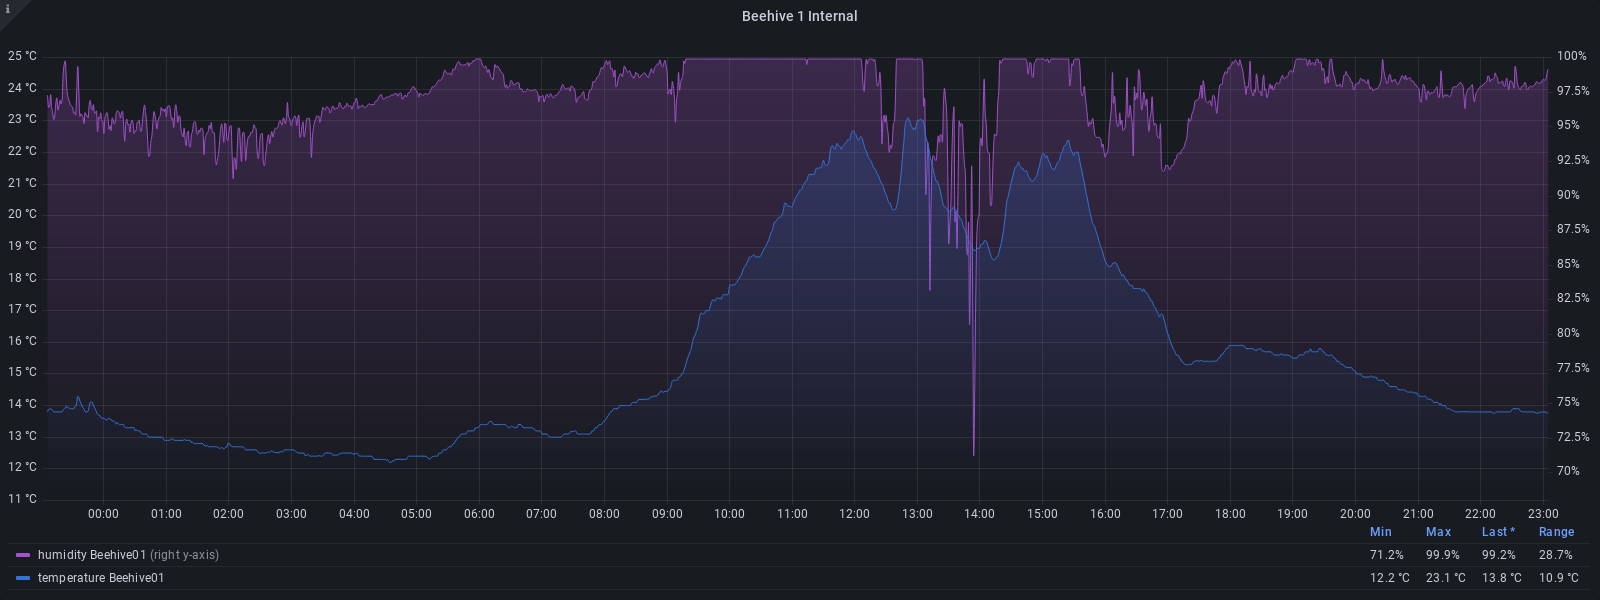 i
Beehive 1 Internal
25 °C 100%
24 °C 97.5%
23 °C 95%
22 °C 92.5%
21 °C 90%
20 °C 87.5%
19 °C 85%
18 °C 82.5%
17 °C 80%
16 °C 77.5%
15 °C 75%
14 °C 72.5%
13 °C 70%
12 °C
11 °C
00:00 01:00 02:00 03:00 04:00 05:00 06:00 07:00 08:00 09:00 10:00 11:00 12:00 13:00 14:00 15:00 16:00 17:00 18:00 19:00 20:00 21:00 22:00 23:00
Min Max Last * Range
humidity Beehive01 (right y-axis) 71.2% 99.9% 99.2% 28.7%
temperature Beehive01 12.2 °C 23.1 °C 13.8 °C 10.9 °C